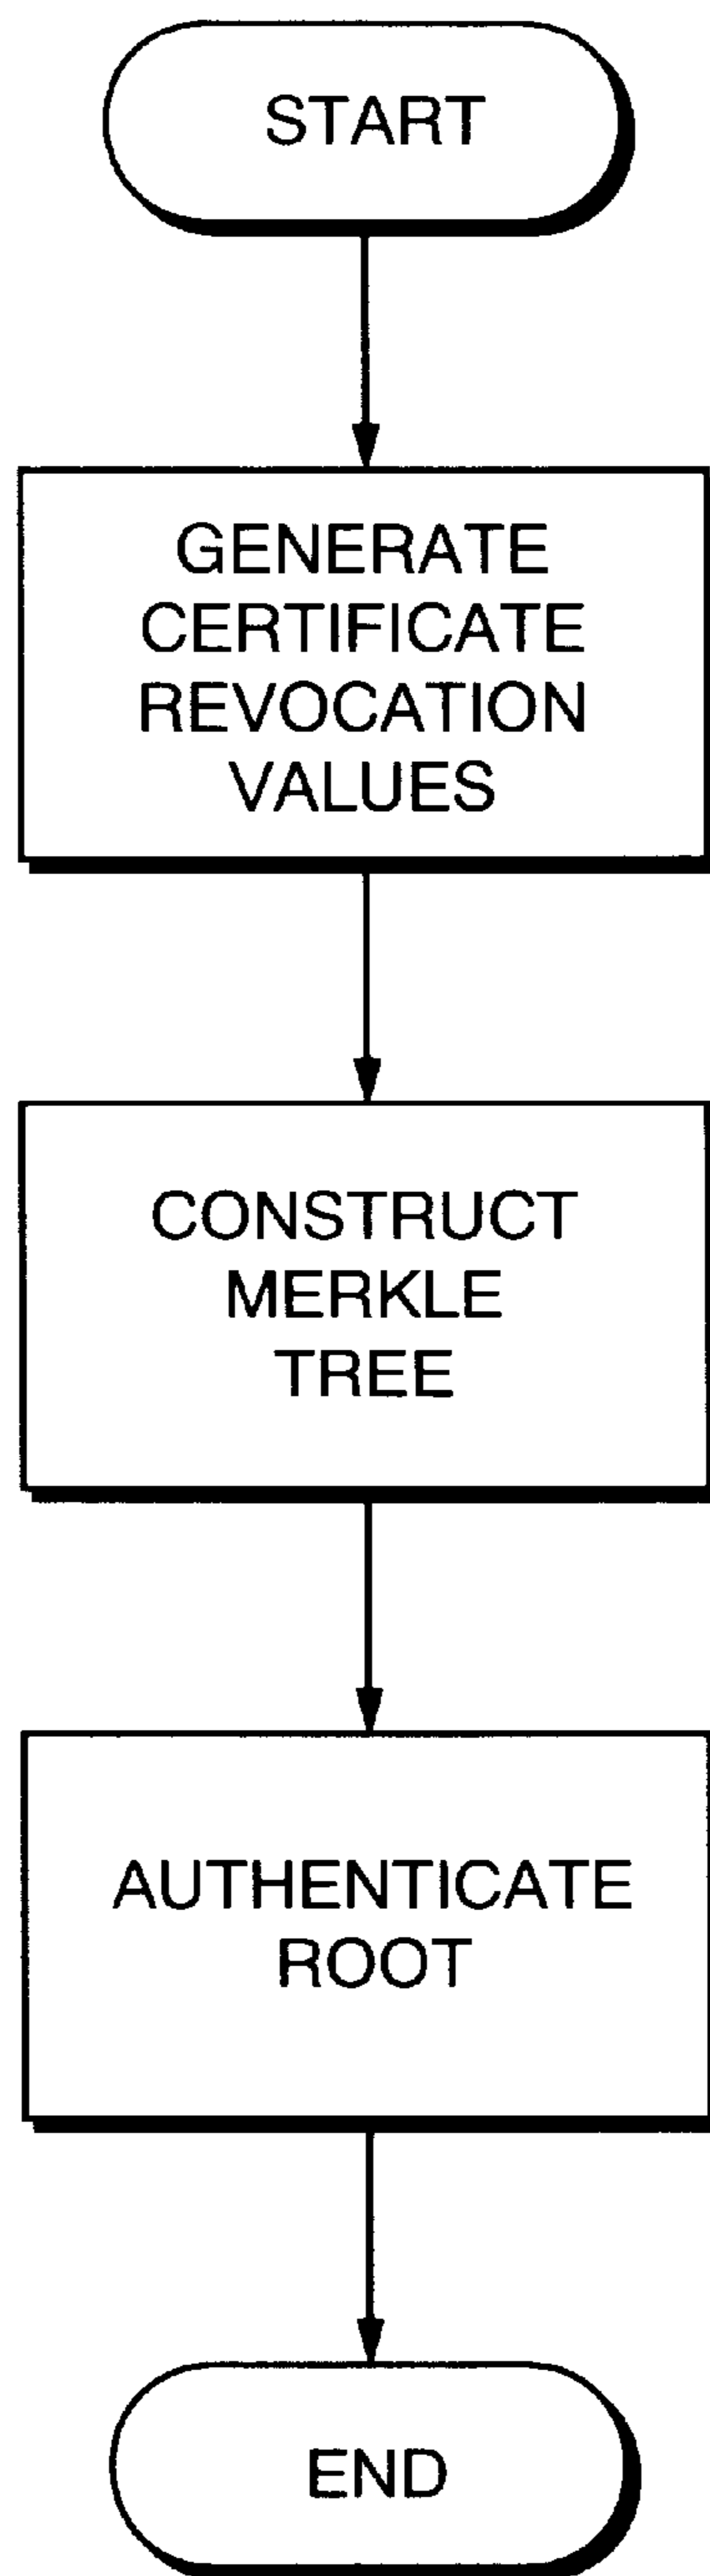 START
GENERATE
CERTIFICATE
REVOCATION
VALUES
CONSTRUCT
MERKLE
TREE
AUTHENTICATE
ROOT
END